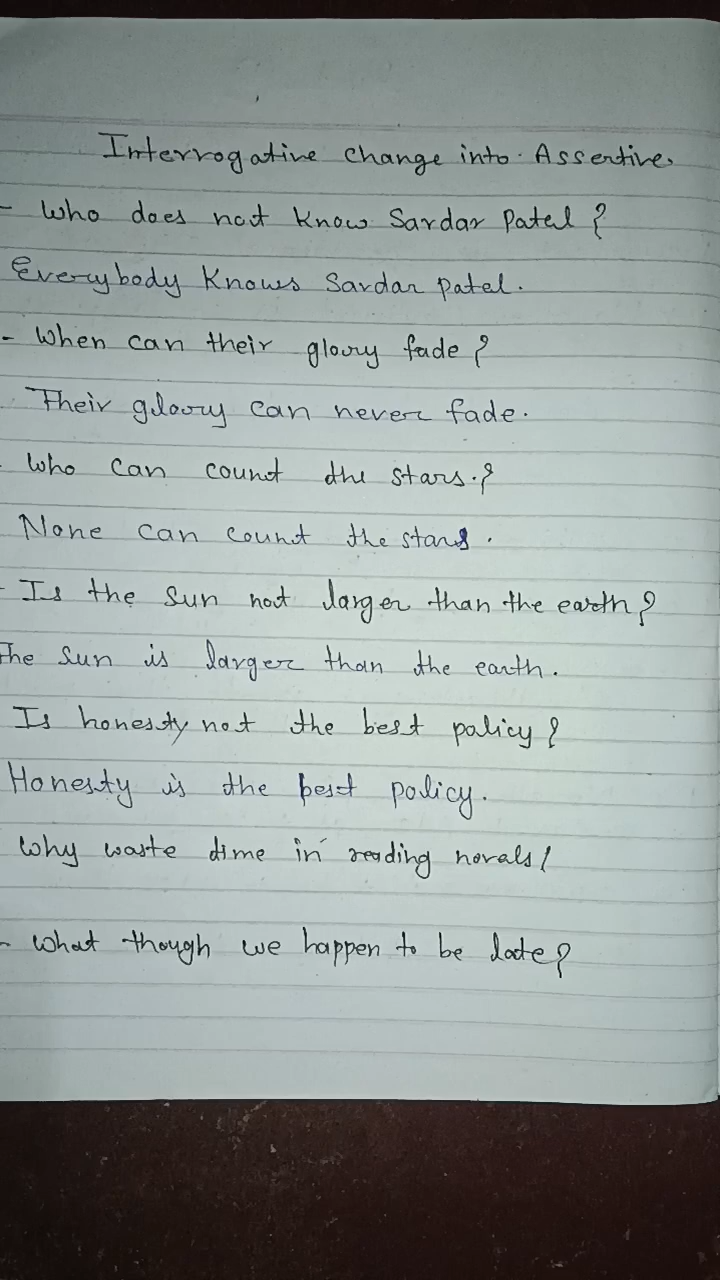 Interrogative change into Assertive.
- Who does not know Sardar Patel ?
Everybody knows Sardar Patel.
- When can their gloory fade ?
Their gloory can never fade.
- Who can count the stars.?
None can count the stars.
- Is the sun not larger than the earth ?
The sun is larger than the earth.
Is honesty not the best policy ?
Honesty is the best policy.
Why waste time in reading novals !
- What though we happen to be late ?